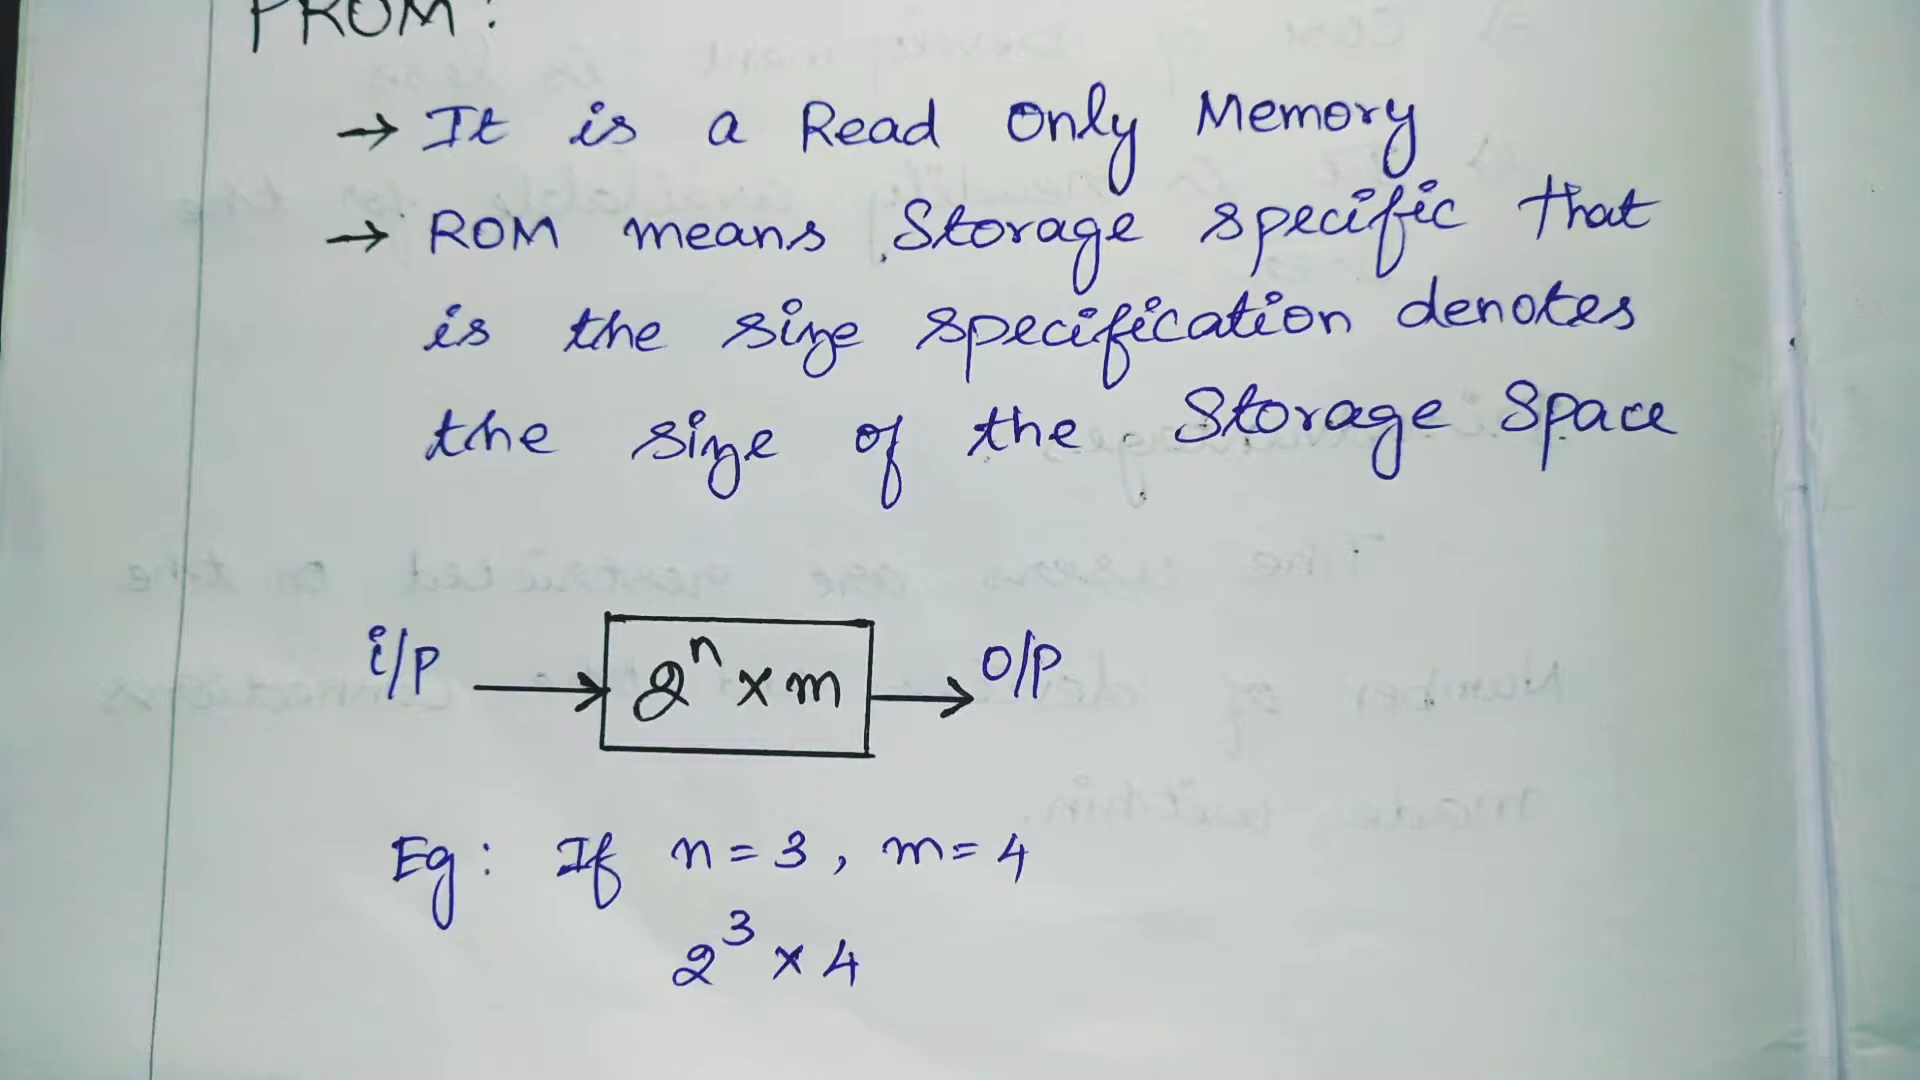 PROM:
→ It is a Read Only Memory
→ ROM means Storage specific that
is the size specification denotes
the size of the Storage Space
i/p → 2ⁿ x m → O/P
Eg: If n = 3, m = 4
2³ x 4